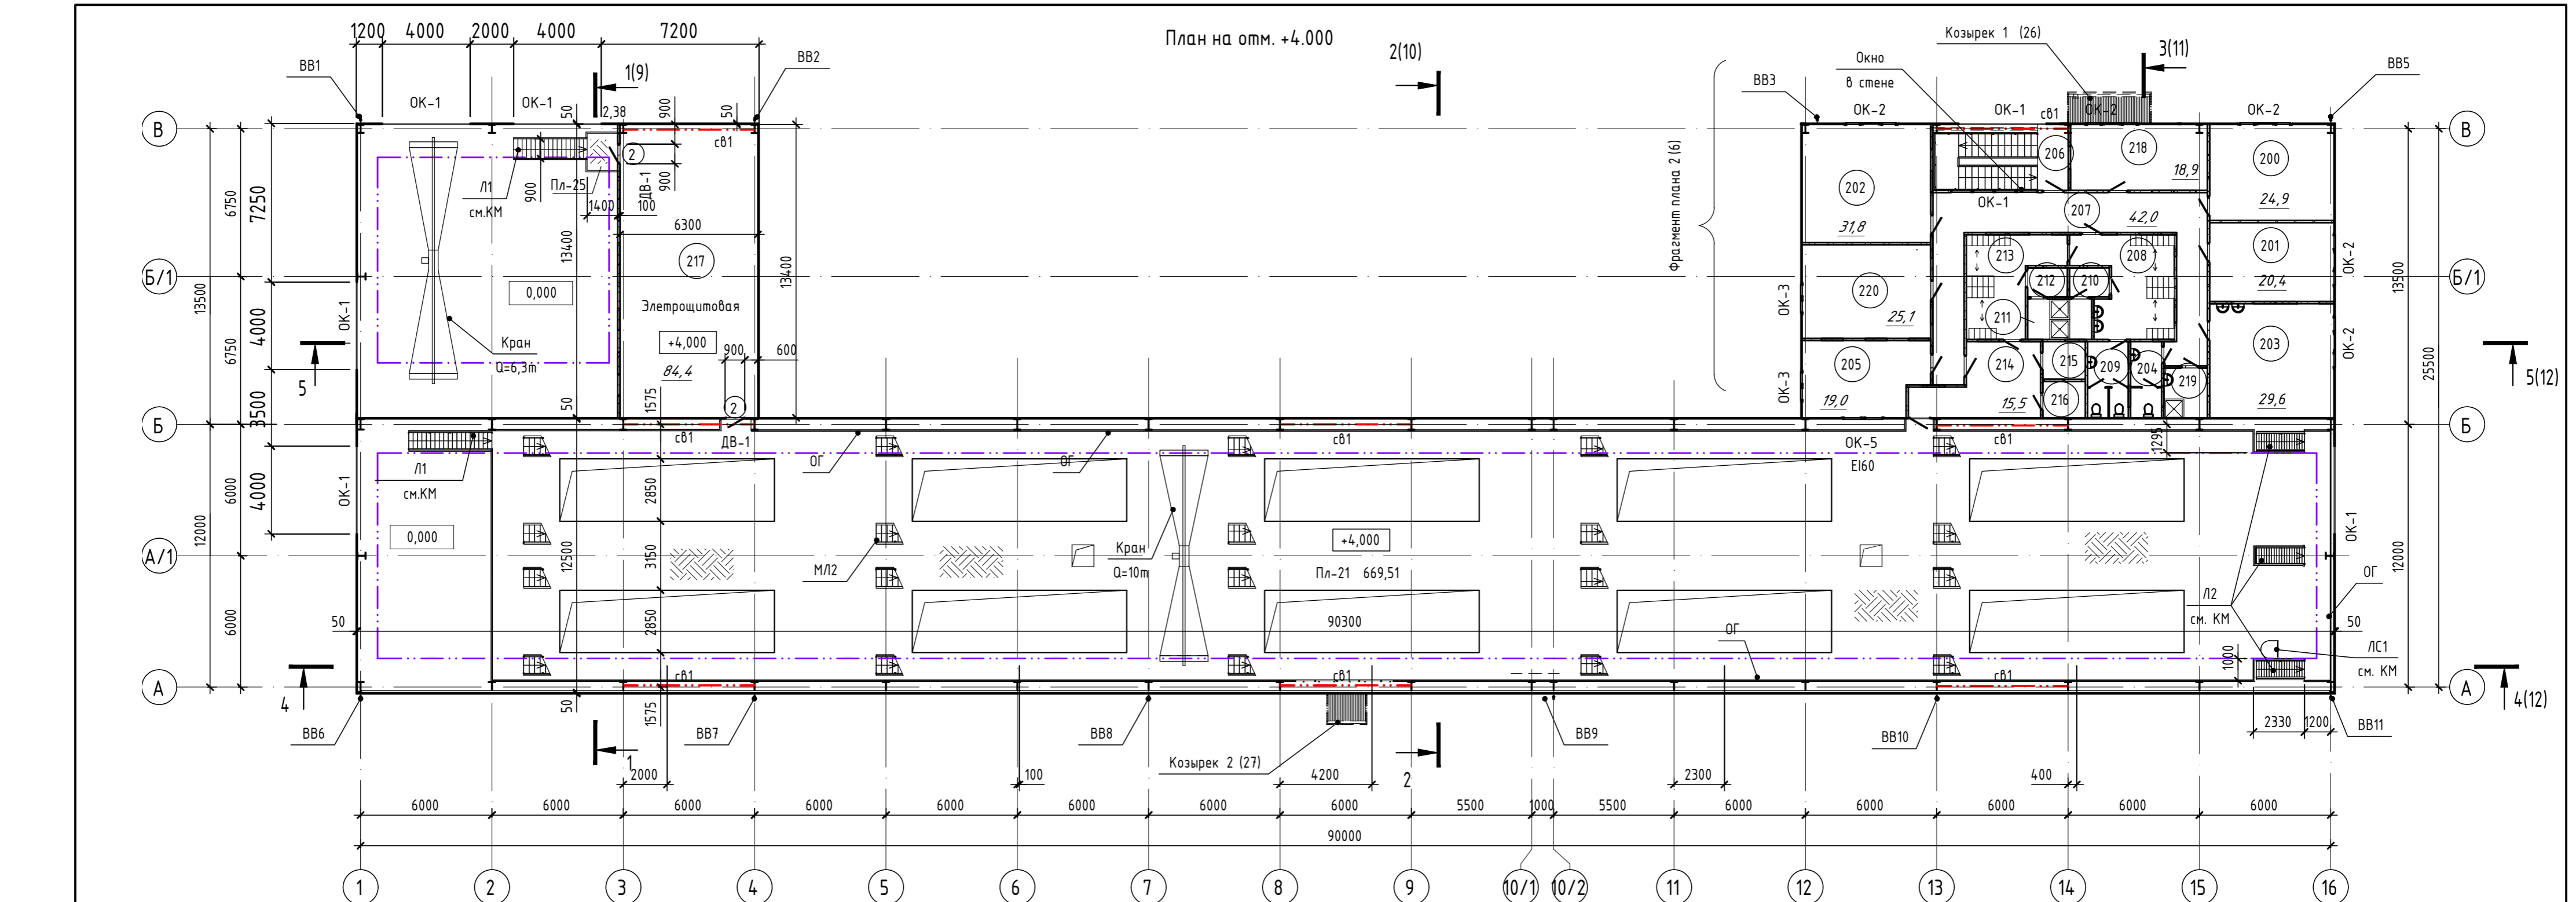 План на отм. +4.000
1200 4000 2000 4000 7200
ВВ1
1(9)
ВВ2
2(10)
Козырек 1 (26)
3(11)
Окно
в стене
ВВ3
ВВ5
ОК-1 ОК-1
50 2,38 900 50
ОК-2 ОК-1 св1 ОК-2 ОК-2
В
В
св1
2
ДВ-1
900
Л1
см.КМ
900
Пл-25
1400 100
6300
6750
7250
13500
13400
13400
217
Элетрощитовая
+4,000
84,4
900 600
Фрагмент плана 2 (6)
202
31,8
206
218
18,9
200
24,9
ОК-1
207
42,0
213
208
201
20,4
ОК-2
212
210
211
220
25,1
ОК-3
203
29,6
ОК-2
205
19,0
ОК-3
214
15,5
215
216
209
204
219
Б/1
Б/1
0,000
ОК-1
Кран
Q=6,3т
4000
6750
3500
5
5(12)
13500
25500
50
1575
2
Б
Б
св1
ДВ-1
св1
св1
ОК-5
EI60
1295
Л1
см.КМ
ОГ
ОГ
ОК-1
4000
6000
12000
0,000
2850
12500
3150
2850
МЛ2
Кран
Q=10т
+4,000
Пл-21 669,51
90300
ОК-1
12000
А/1
6000
50
50
ОГ
ОГ
Л2
см. КМ
ЛС1
см. КМ
1000
А
А
св1
св1
св1
4
4(12)
50
1575
ВВ6
ВВ7
ВВ8
ВВ9
ВВ10
ВВ11
2330 1200
1
2
Козырек 2 (27)
2000 100 4200 2300 400
6000 6000 6000 6000 6000 6000 6000 6000 5500 1000 5500 6000 6000 6000 6000 6000
90000
1 2 3 4 5 6 7 8 9 10/1 10/2 11 12 13 14 15 16